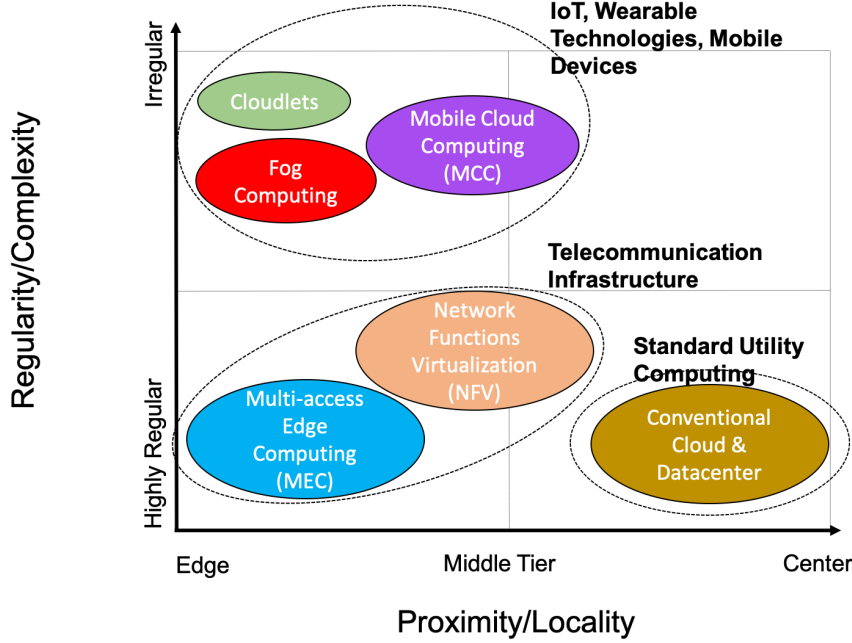 IoT, Wearable
Technologies, Mobile
Devices
Irregular
Cloudlets
Mobile Cloud
Computing
(MCC)
Fog
Computing
Regularity/Complexity
Telecommunication
Infrastructure
Network
Functions
Virtualization
(NFV)
Standard Utility
Computing
Highly Regular
Multi-access
Edge
Computing
(MEC)
Conventional
Cloud &
Datacenter
Edge
Middle Tier
Center
Proximity/Locality